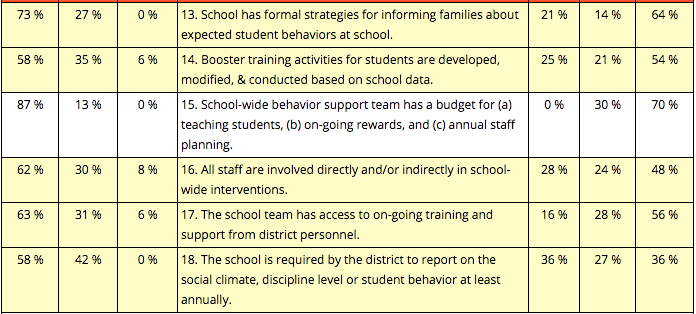 73 % 27 % 0 % 13. School has formal strategies for informing families about 21 % 14 % 64 %
expected student behaviors at school.
58 % 35 % 6 % 14. Booster training activities for students are developed, 25 % 21 % 54 %
modified, & conducted based on school data.
87 % 13 % 0 % 15. School-wide behavior support team has a budget for (a) 0 % 30 % 70 %
teaching students, (b) on-going rewards, and (c) annual staff
planning.
62 % 30 % 8 % 16. All staff are involved directly and/or indirectly in school- 28 % 24 % 48 %
wide interventions.
63 % 31 % 6 % 17. The school team has access to on-going training and 16 % 28 % 56 %
support from district personnel.
58 % 42 % 0 % 18. The school is required by the district to report on the 36 % 27 % 36 %
social climate, discipline level or student behavior at least
annually.